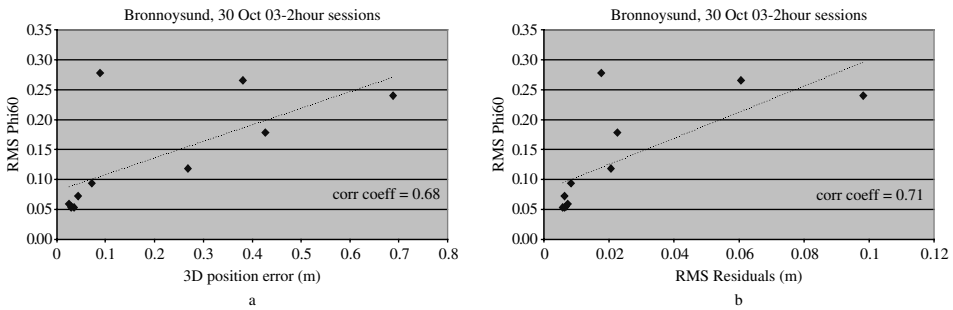 Bronnoysund, 30 Oct 03-2hour sessions
0.35
0.30
0.25
0.20
0.15
0.10
0.05
0.00
RMS Phi60
corr coeff = 0.68
0 0.1 0.2 0.3 0.4 0.5 0.6 0.7 0.8
3D position error (m)
a
Bronnoysund, 30 Oct 03-2hour sessions
0.35
0.30
0.25
0.20
0.15
0.10
0.05
0.00
RMS Phi60
corr coeff = 0.71
0 0.02 0.04 0.06 0.08 0.1 0.12
RMS Residuals (m)
b